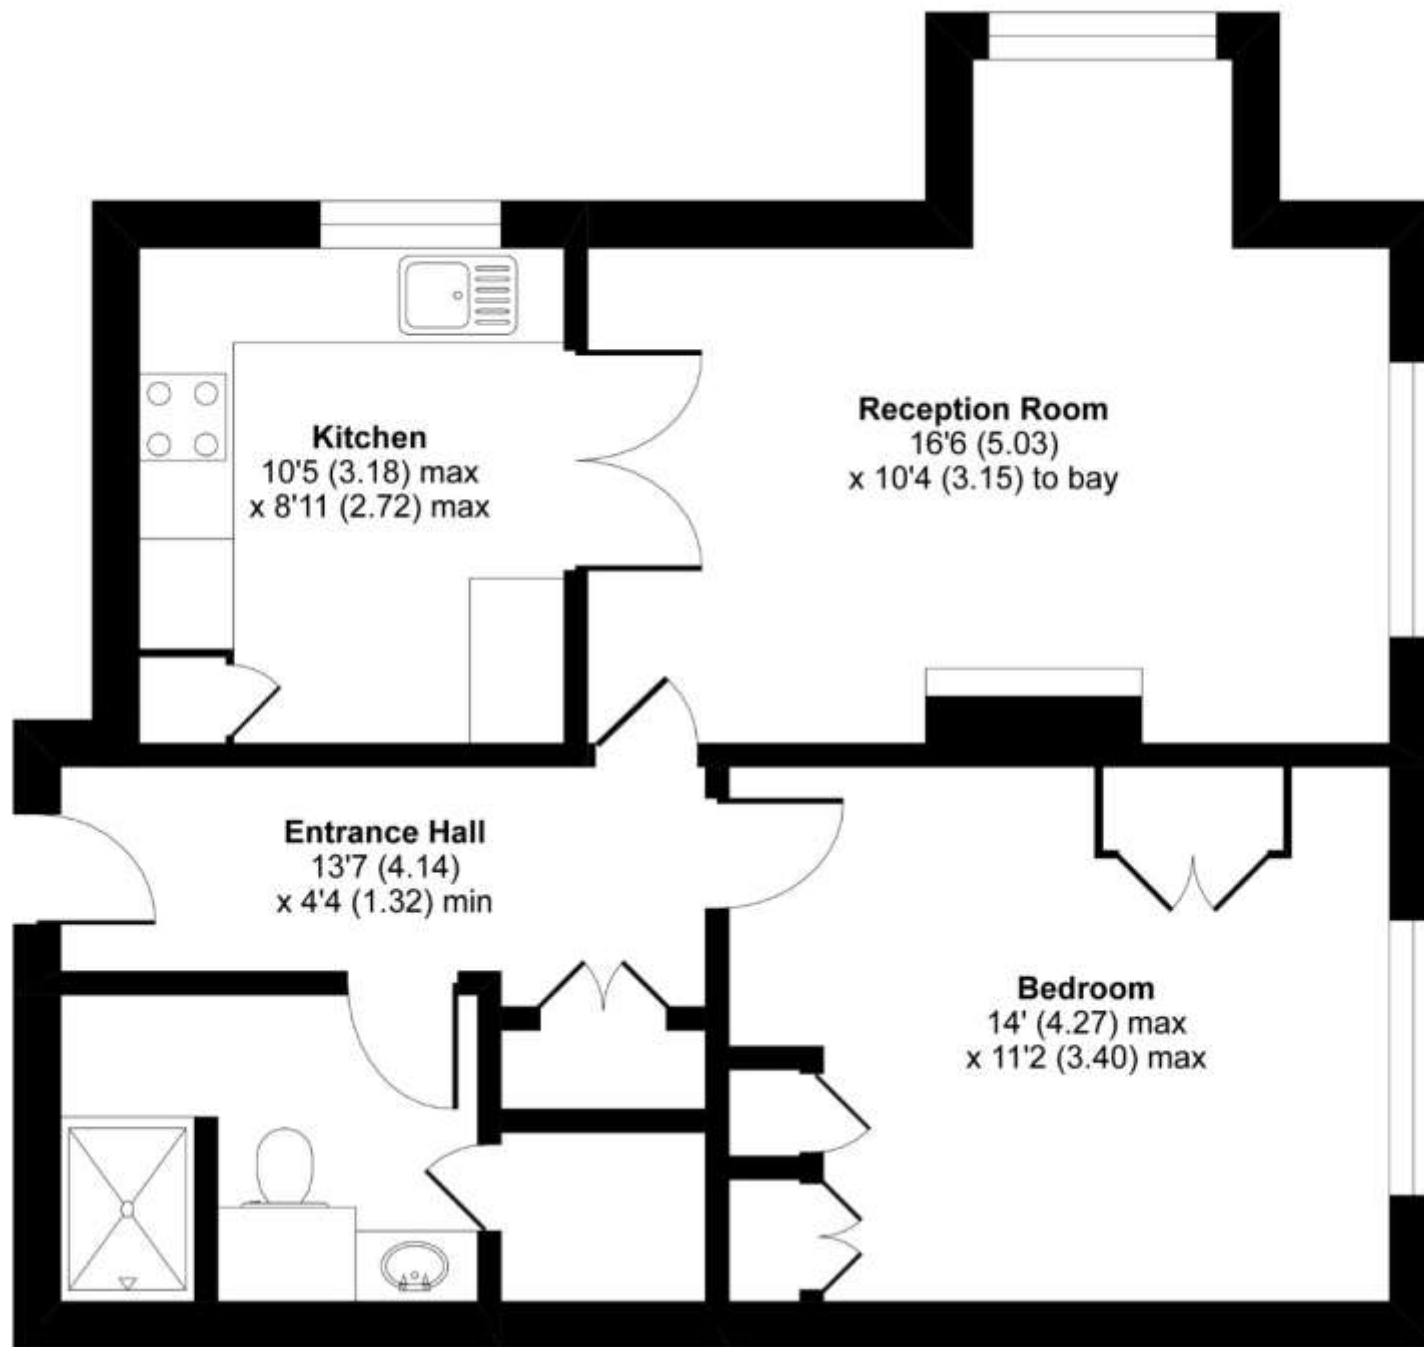 Kitchen
10'5 (3.18) max
x 8'11 (2.72) max
Reception Room
16'6 (5.03)
x 10'4 (3.15) to bay
Entrance Hall
13'7 (4.14)
x 4'4 (1.32) min
Bedroom
14' (4.27) max
x 11'2 (3.40) max